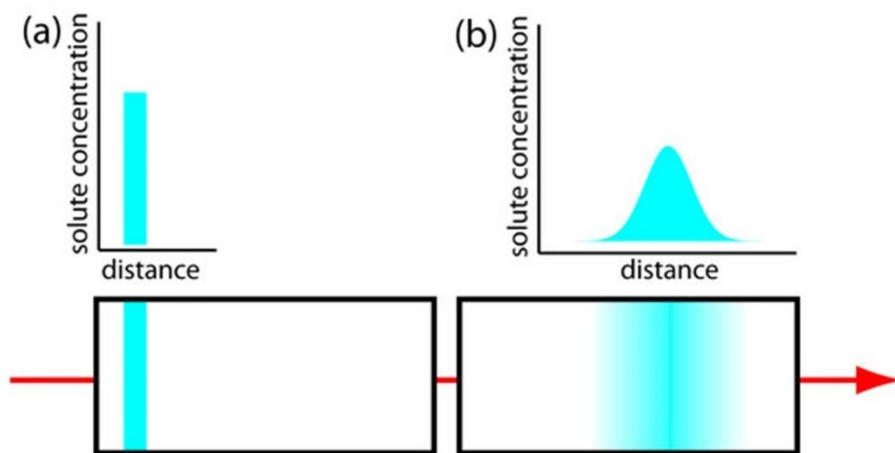 (a)
solute concentration
distance
(b)
solute concentration
distance